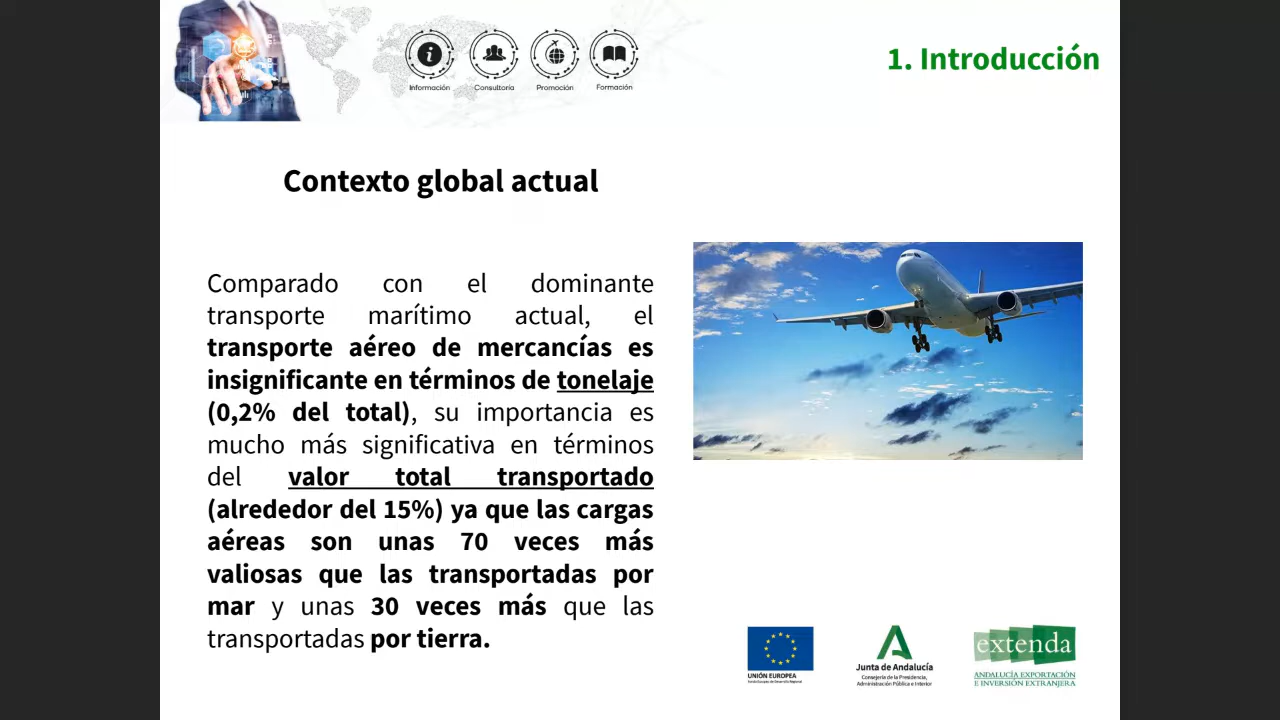 1. Introducción
Información
Consultoría
Promoción
Formación
Contexto global actual
Comparado con el dominante
transporte marítimo actual, el
transporte aéreo de mercancías es
insignificante en términos de tonelaje
(0,2% del total), su importancia es
mucho más significativa en términos
del valor total transportado
(alrededor del 15%) ya que las cargas
aéreas son unas 70 veces más
valiosas que las transportadas por
mar y unas 30 veces más que las
transportadas por tierra.
UNIÓN EUROPEA
Fondo Europeo de Desarrollo Regional
Junta de Andalucía
Consejería de la Presidencia,
Administración Pública e Interior
extenda
ANDALUCÍA EXPORTACIÓN
E INVERSIÓN EXTRANJERA